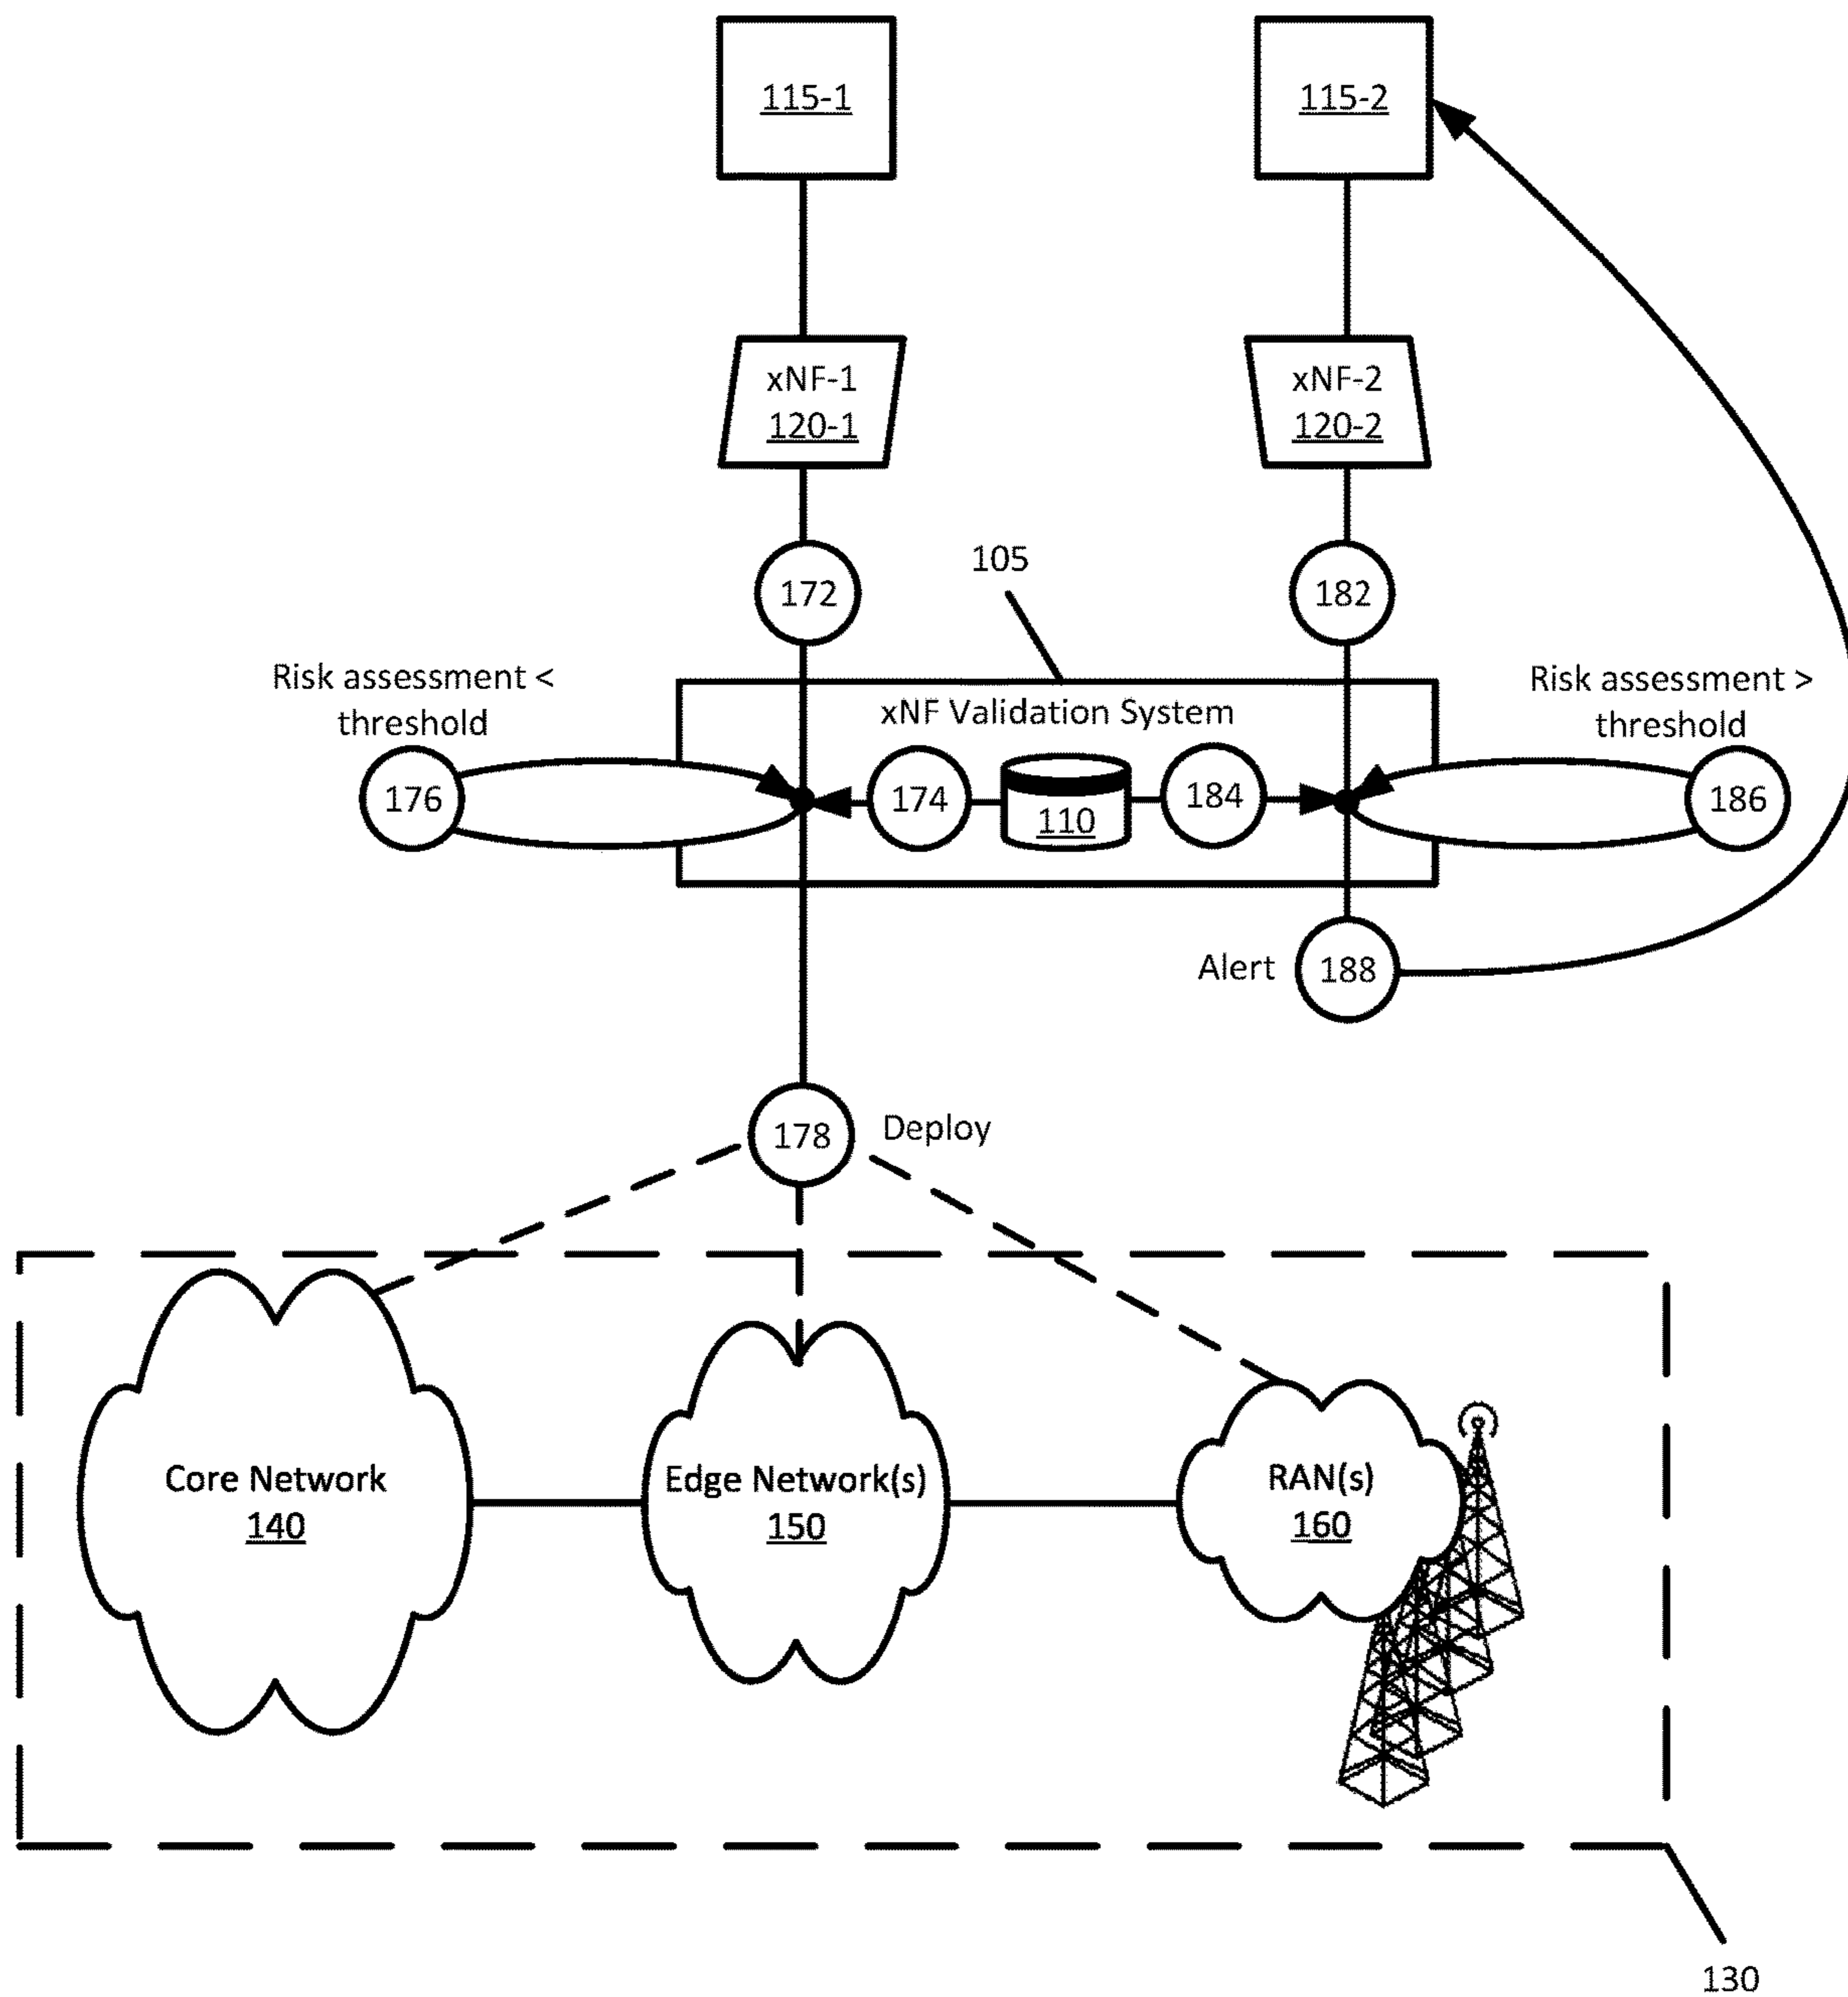 115-1
115-2
xNF-1
120-1
xNF-2
120-2
172
105
182
Risk assessment <
threshold
xNF Validation System
Risk assessment >
threshold
176
174
110
184
186
Alert
188
178
Deploy
Core Network
140
Edge Network(s)
150
RAN(s)
160
130